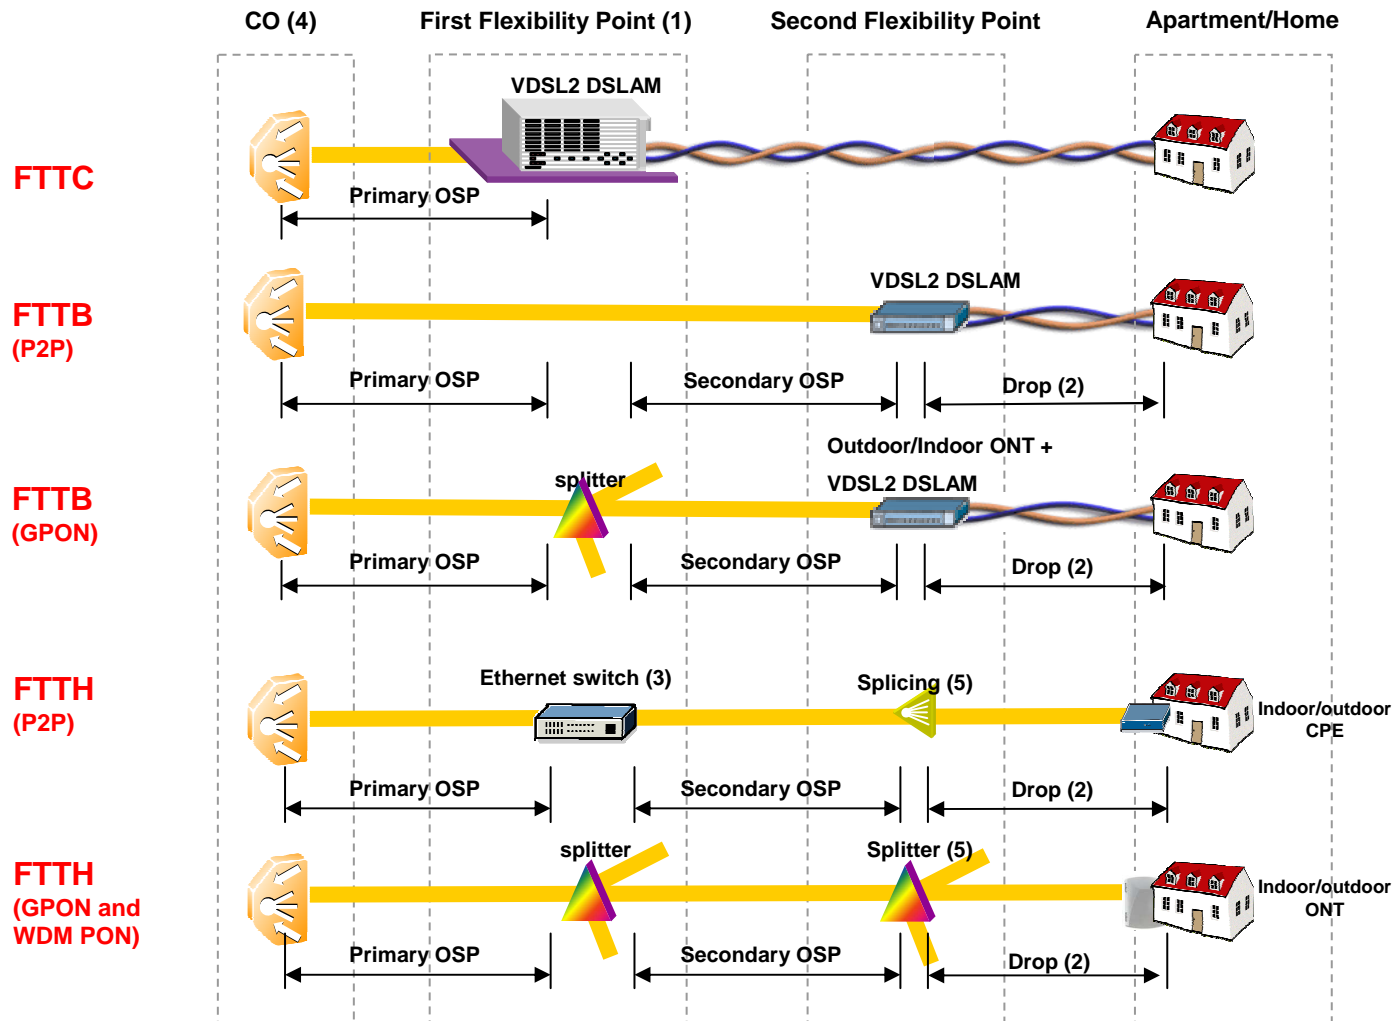 CO (4)
First Flexibility Point (1)
Second Flexibility Point
Apartment/Home
VDSL2 DSLAM
FTTC
Primary OSP
VDSL2 DSLAM
FTTB
(P2P)
Primary OSP
Secondary OSP
Drop (2)
Outdoor/Indoor ONT +
VDSL2 DSLAM
splitter
FTTB
(GPON)
Primary OSP
Secondary OSP
Drop (2)
Ethernet switch (3)
Splicing (5)
FTTH
(P2P)
Indoor/outdoor
CPE
Primary OSP
Secondary OSP
Drop (2)
splitter
Splitter (5)
FTTH
(GPON and
WDM PON)
Indoor/outdoor
ONT
Primary OSP
Secondary OSP
Drop (2)